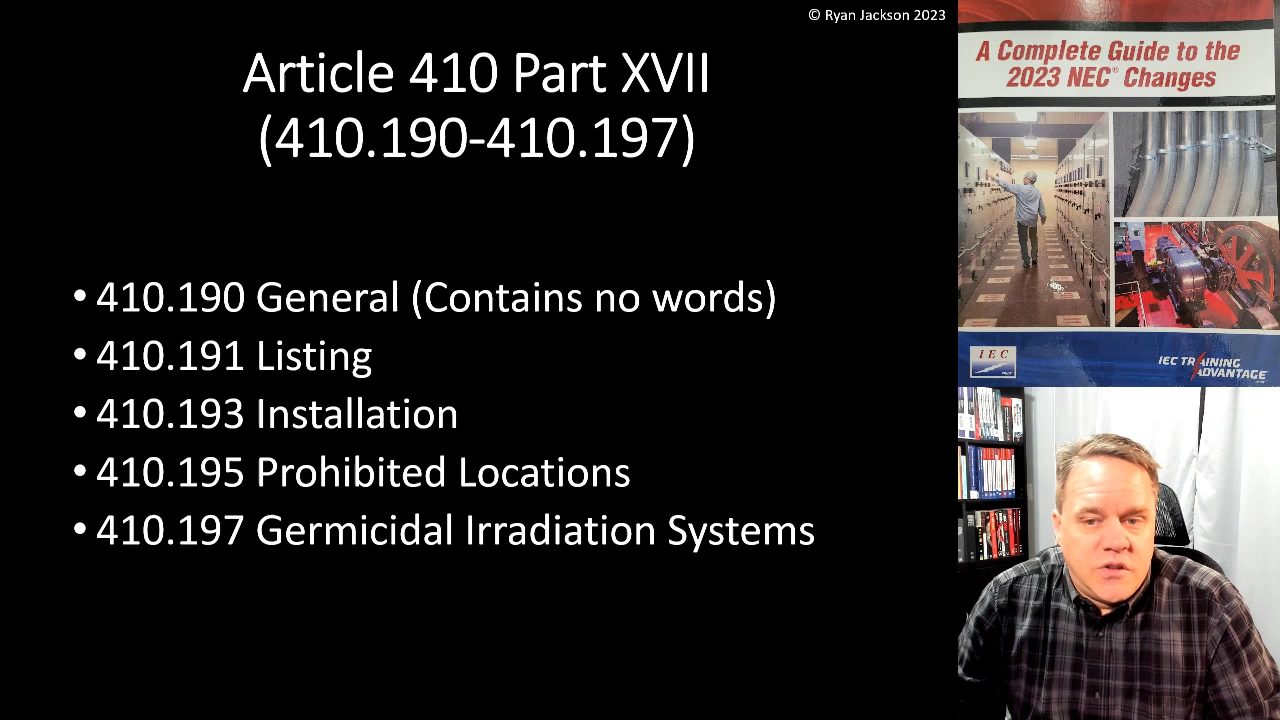 © Ryan Jackson 2023
Article 410 Part XVII
(410.190-410.197)
• 410.190 General (Contains no words)
• 410.191 Listing
• 410.193 Installation
• 410.195 Prohibited Locations
• 410.197 Germicidal Irradiation Systems
A Complete Guide to the
2023 NEC® Changes
IEC
IEC TRAINING
ADVANTAGE